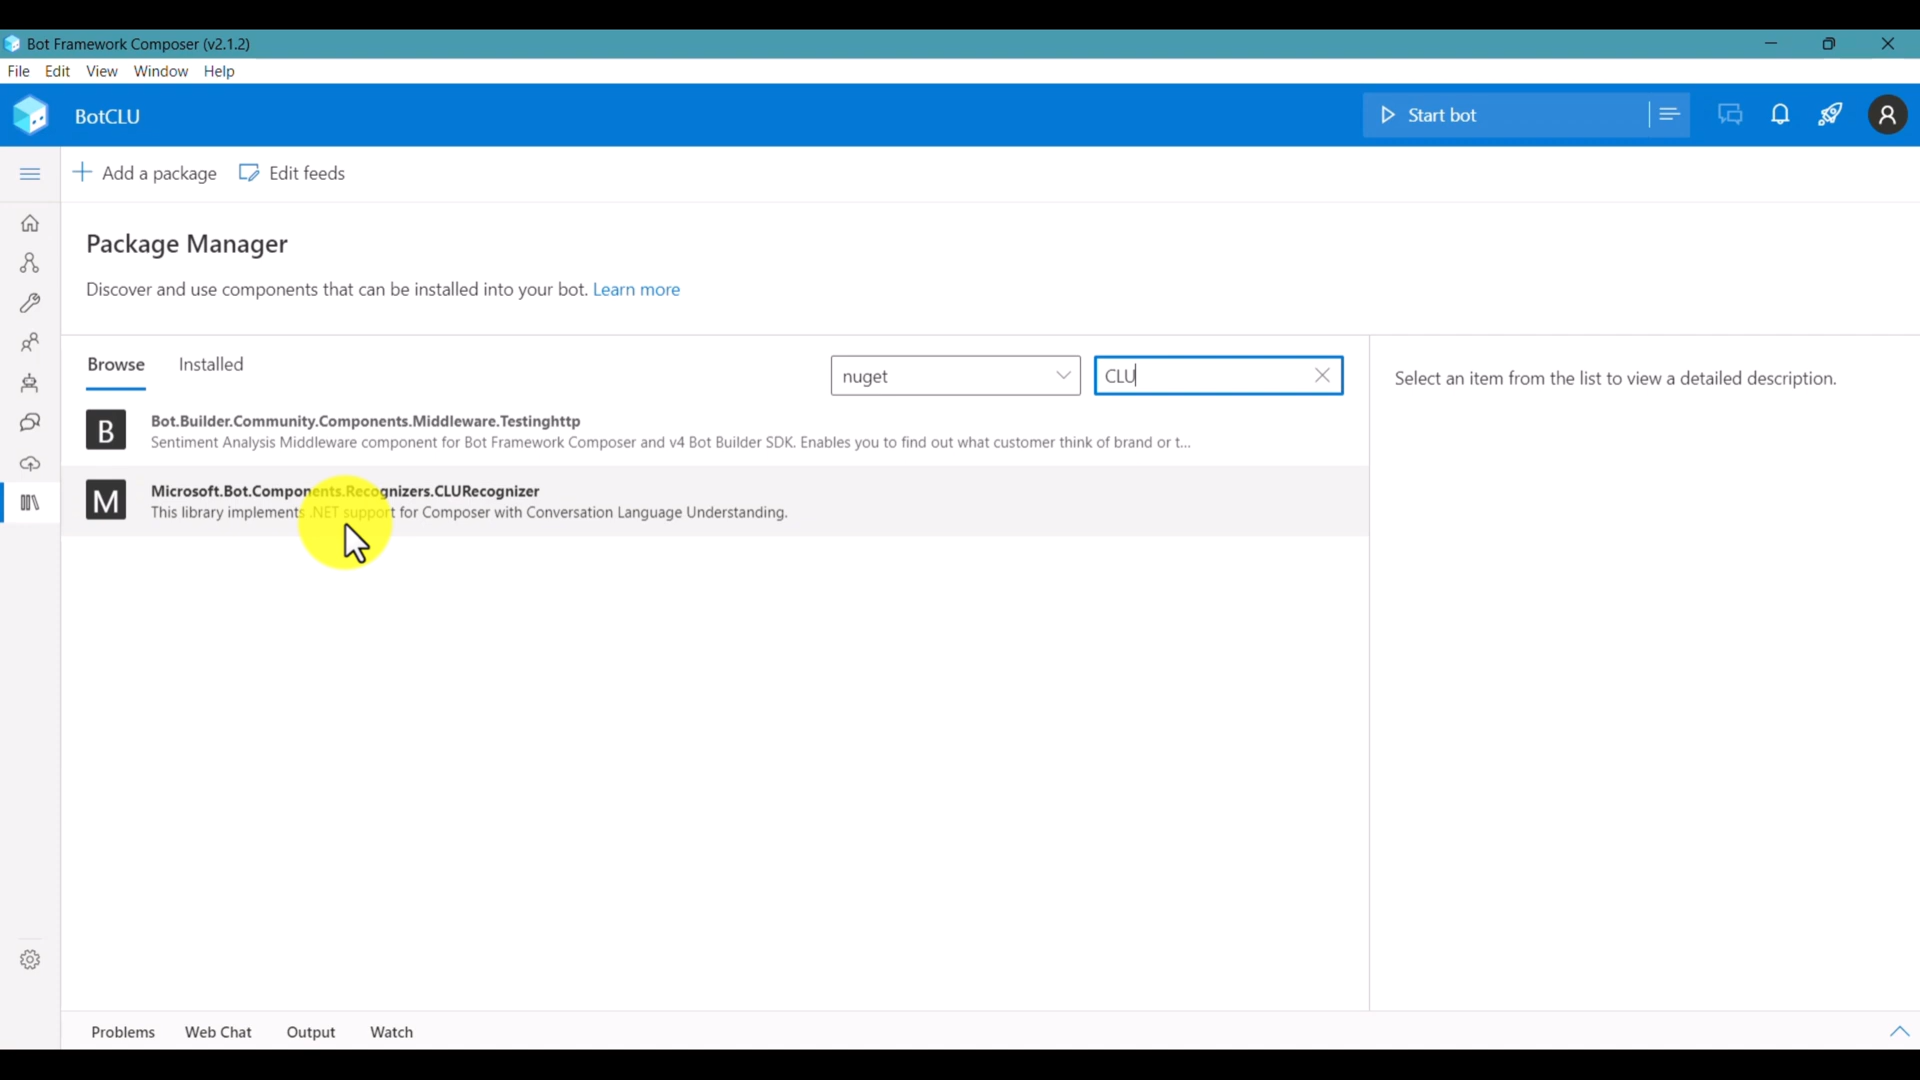 Bot Framework Composer (v2.1.2)
File Edit View Window Help
BotCLU
Start bot
Add a package Edit feeds
Package Manager
Discover and use components that can be installed into your bot. Learn more
Browse Installed
nuget
CLU
Select an item from the list to view a detailed description.
B
Bot.Builder.Community.Components.Middleware.Testinghttp
Sentiment Analysis Middleware component for Bot Framework Composer and v4 Bot Builder SDK. Enables you to find out what customer think of brand or t...
M
Microsoft.Bot.Components.Recognizers.CLURecognizer
This library implements .NET support for Composer with Conversation Language Understanding.
Problems Web Chat Output Watch